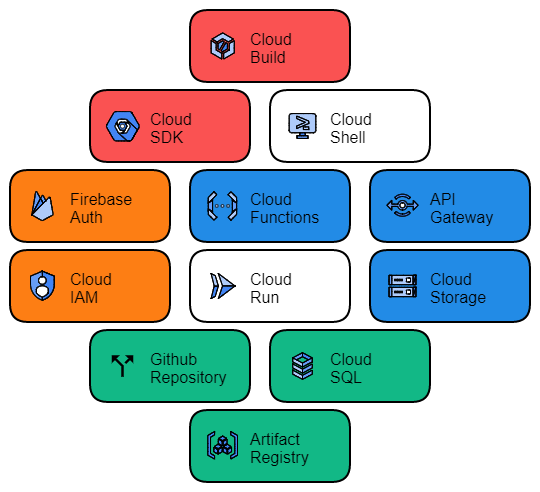 Cloud
Build
Cloud
SDK
Cloud
Shell
Firebase
Auth
Cloud
Functions
API
Gateway
Cloud
IAM
Cloud
Run
Cloud
Storage
Github
Repository
Cloud
SQL
Artifact
Registry